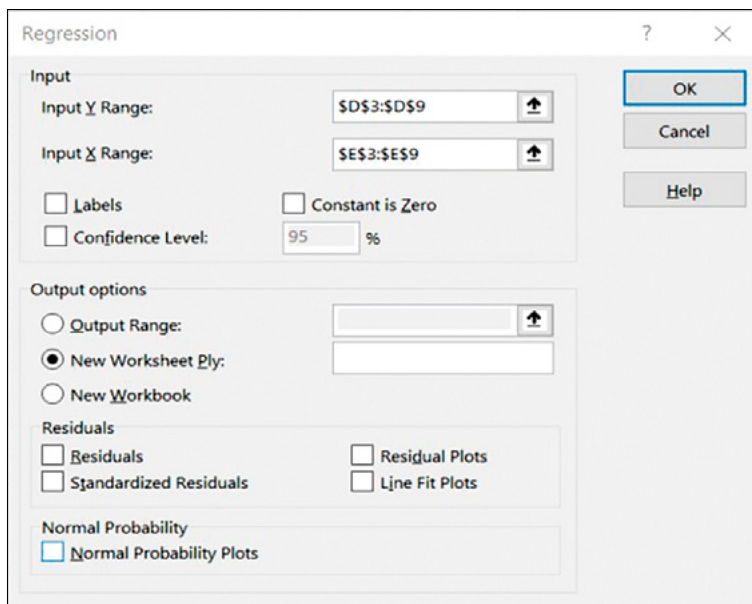 Regression
?
Input
Input Y Range:
$D$3:$D$9
Input X Range:
$E$3:$E$9
Labels
Constant is Zero
Confidence Level:
95 %
OK
Cancel
Help
Output options
Output Range:
New Worksheet Ply:
New Workbook
Residuals
Residuals
Residual Plots
Standardized Residuals
Line Fit Plots
Normal Probability
Normal Probability Plots